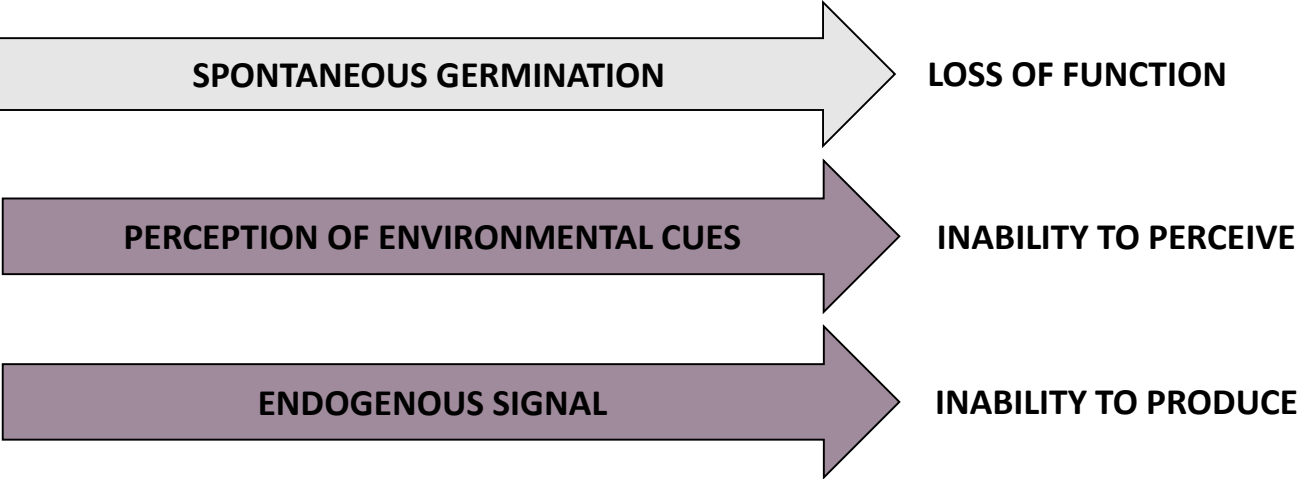 SPONTANEOUS GERMINATION LOSS OF FUNCTION
PERCEPTION OF ENVIRONMENTAL CUES INABILITY TO PERCEIVE
ENDOGENOUS SIGNAL INABILITY TO PRODUCE